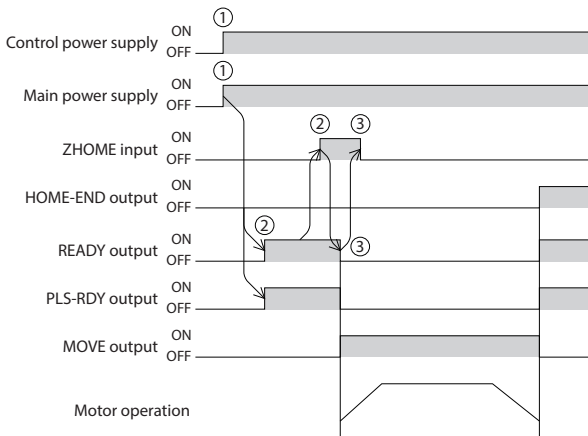 ①
Control power supply ON
OFF
①
Main power supply ON
OFF
② ③
ZHOME input ON
OFF
HOME-END output ON
OFF
②
READY output ON
OFF
③
PLS-RDY output ON
OFF
MOVE output ON
OFF
Motor operation